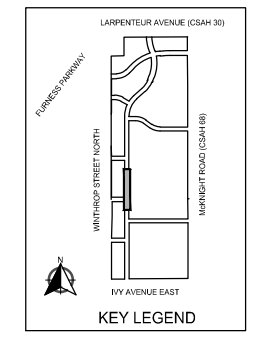 LARPENTEUR AVENUE (CSAH 30)
FURNESS PARKWAY
WINTHROP STREET NORTH
McKNIGHT ROAD (CSAH 68)
N
IVY AVENUE EAST
KEY LEGEND